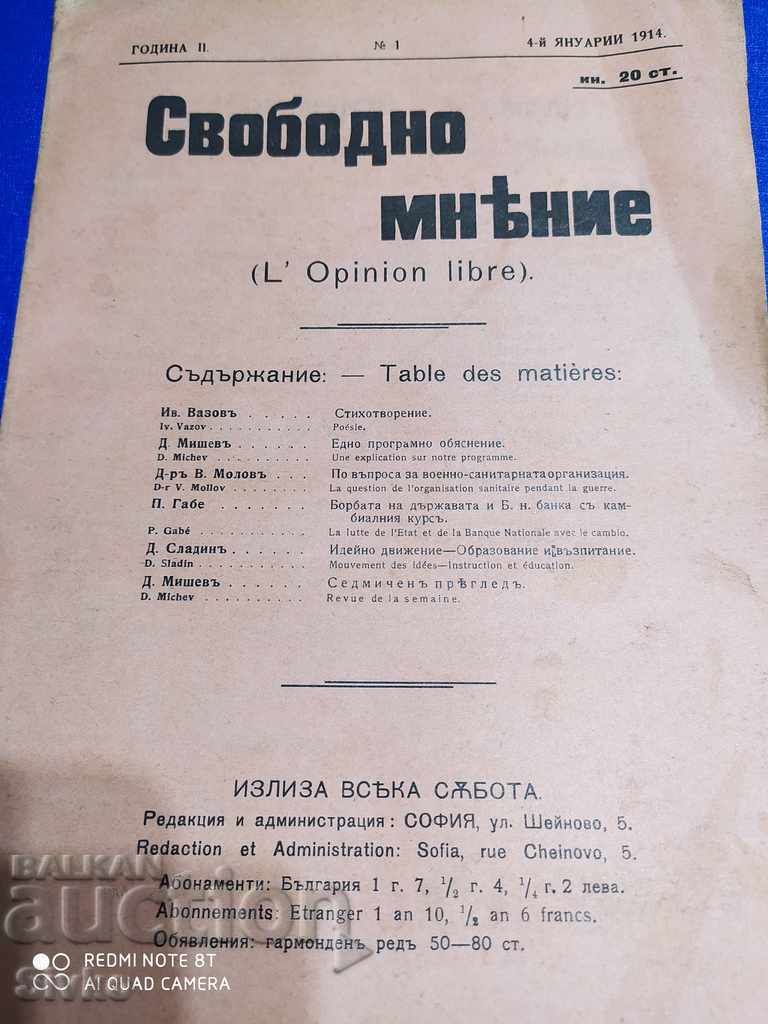 ГОДИНА II. № 1 4-й ЯНУАРИИ 1914.
ин. 20 ст.
Свободно
мнѣние
(L' Opinion libre).
Съдържание: — Table des matières:
Ив. Вазовъ . . . . . Стихотворение.
Iv. Vazov . . . . . . . . . . . Poésie.
Д. Мишевъ . . . . . . Едно програмно обяснение.
D. Michev . . . . . . . . . . Une explication sur notre programme.
Д-ръ В. Моловъ . . . По въпроса за военно-санитарната организация.
D-r V. Mollov . . . . . . . . La question de l'organisation sanitaire pendant la guerre.
П. Габе . . . . . . . Борбата на държавата и Б. н. банка съ кам-
биалния курсъ.
P. Gabé . . . . . . . . . . . La lutte de l'Etat et de la Banque Nationale avec le cambio.
Д. Сладинъ . . . . . . Идейно движение—Образование и възпитание.
D. Sladin . . . . . . . . . . Mouvement des idées—Instruction et éducation.
Д. Мишевъ . . . . . . Седмиченъ прѣгледъ.
D. Michev . . . . . . . . . . Revue de la semaine.
ИЗЛИЗА ВСѢКА СѪБОТА.
Редакция и администрация: СОФИЯ, ул. Шейново, 5.
Redaction et Administration: Sofia, rue Cheinovo, 5.
Абонаменти: България 1 г. 7, 1/2 г. 4, 1/4 г. 2 лева.
Abonnements: Etranger 1 an 10, 1/2 an 6 francs.
Обявления: гармонденъ редъ 50—80 ст.
BALKAN
auction
REDMI NOTE 8T
AI QUAD CAMERA